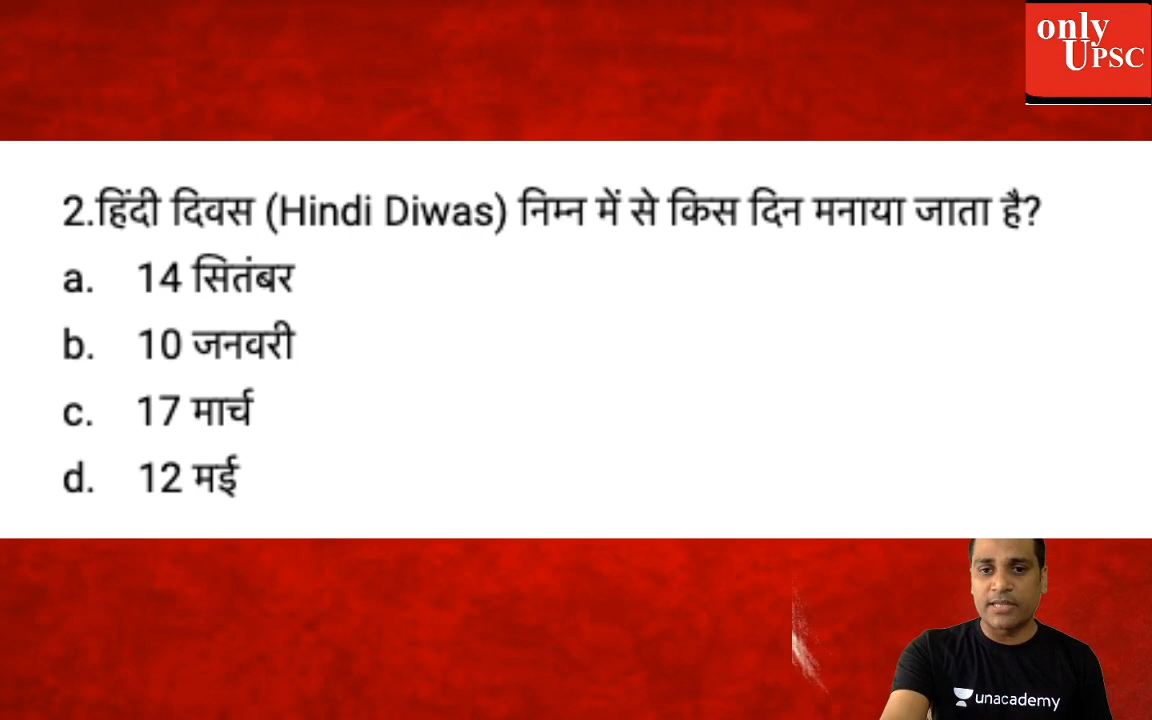 only
UPSC
2.हिंदी दिवस (Hindi Diwas) निम्न में से किस दिन मनाया जाता है?
a. 14 सितंबर
b. 10 जनवरी
c. 17 मार्च
d. 12 मई
unacademy